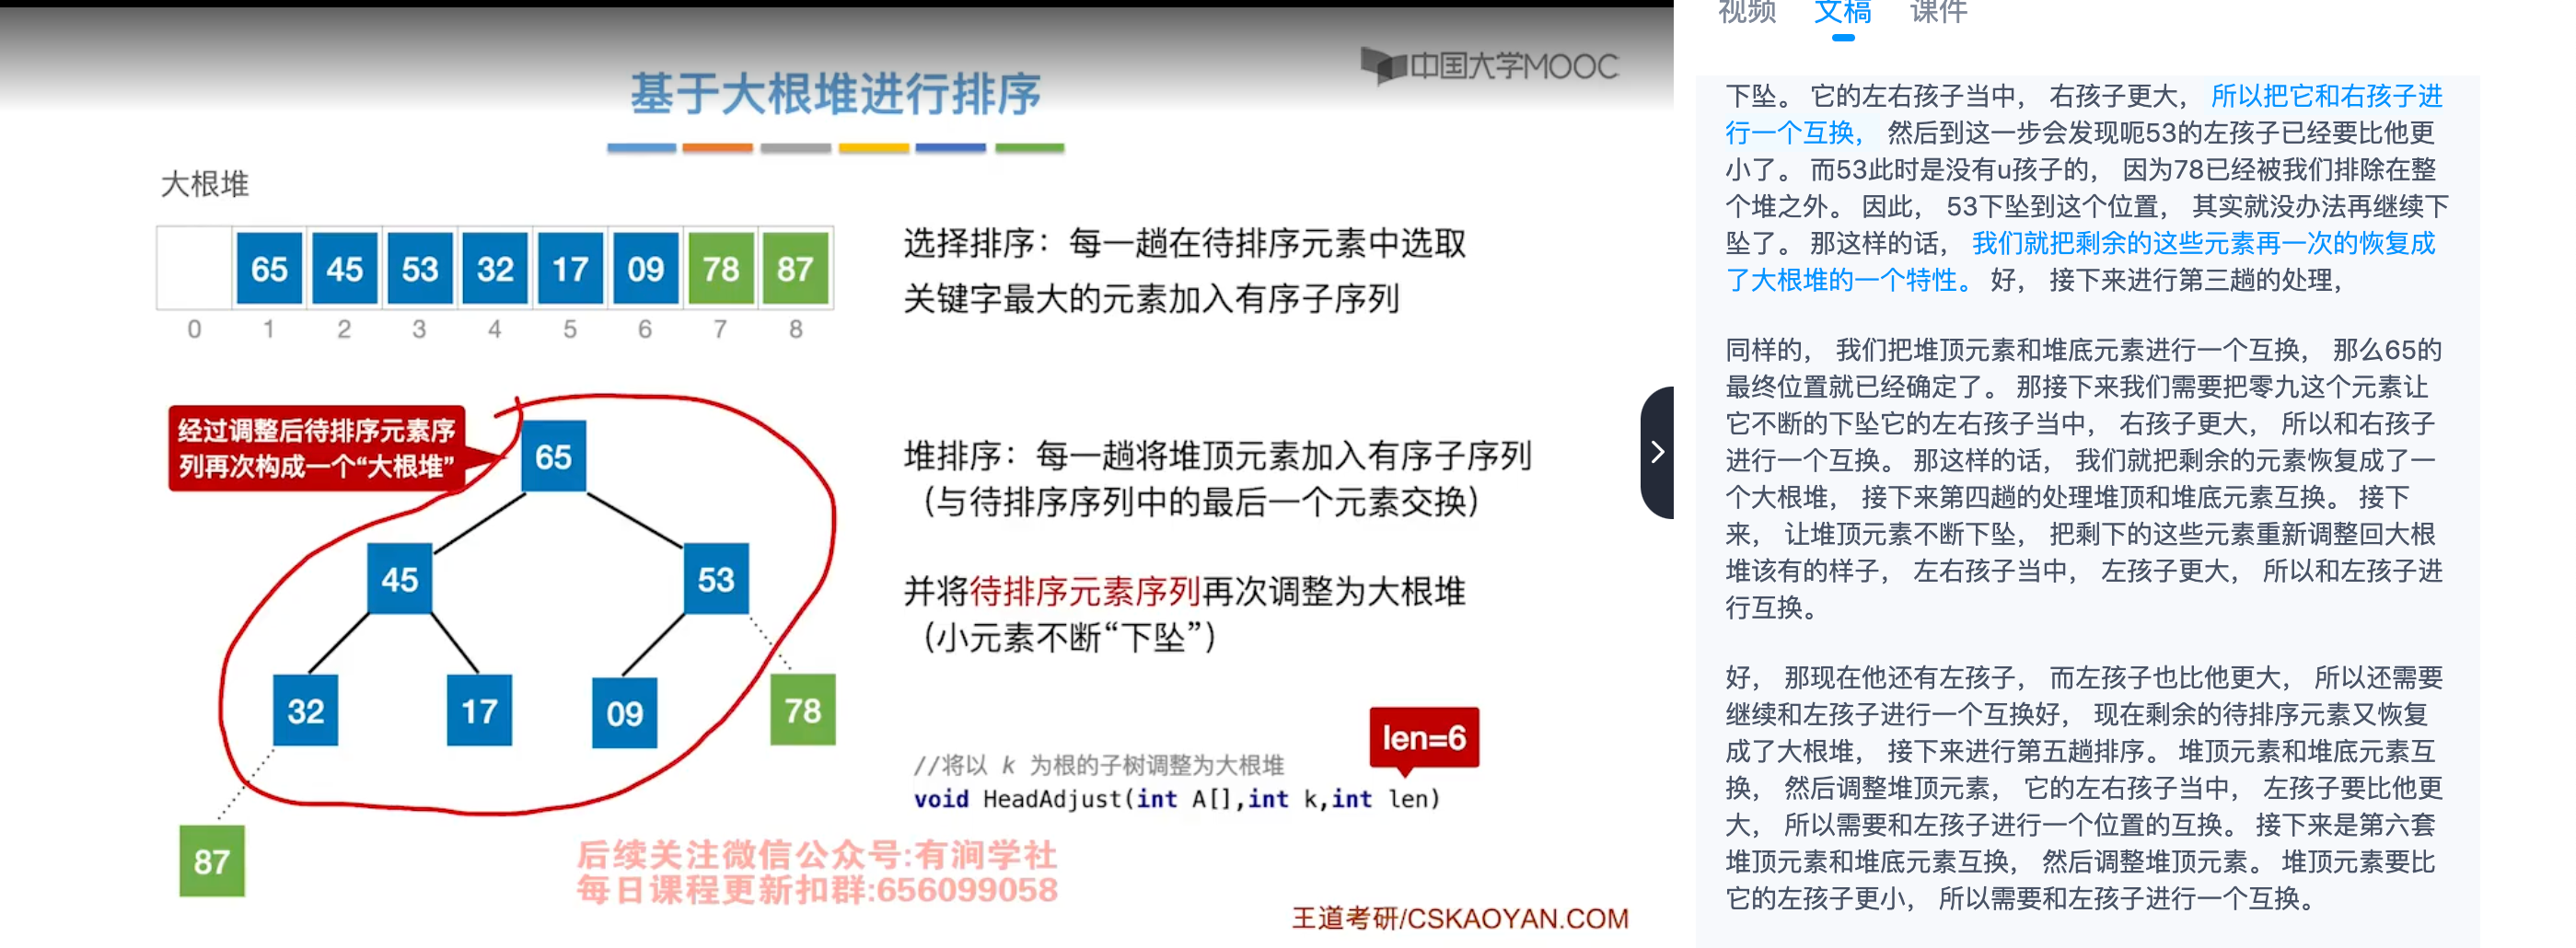 中国大学MOOC
基于大根堆进行排序
大根堆
65 45 53 32 17 09 78 87
0 1 2 3 4 5 6 7 8
选择排序：每一趟在待排序元素中选取
关键字最大的元素加入有序子序列
经过调整后待排序元素序
列再次构成一个“大根堆”
65
45 53
32 17 09 78
87
堆排序：每一趟将堆顶元素加入有序子序列
（与待排序序列中的最后一个元素交换）
并将待排序元素序列再次调整为大根堆
（小元素不断“下坠”）
len=6
//将以 k 为根的子树调整为大根堆
void HeadAdjust(int A[],int k,int len)
后续关注微信公众号:有涧学社
每日课程更新扣群:656099058
王道考研/CSKAOYAN.COM
视频 文稿 课件
下坠。 它的左右孩子当中， 右孩子更大， 所以把它和右孩子进
行一个互换， 然后到这一步会发现呃53的左孩子已经要比他更
小了。 而53此时是没有u孩子的， 因为78已经被我们排除在整
个堆之外。 因此， 53下坠到这个位置， 其实就没办法再继续下
坠了。 那这样的话， 我们就把剩余的这些元素再一次的恢复成
了大根堆的一个特性。 好， 接下来进行第三趟的处理，
同样的， 我们把堆顶元素和堆底元素进行一个互换， 那么65的
最终位置就已经确定了。 那接下来我们需要把零九这个元素让
它不断的下坠它的左右孩子当中， 右孩子更大， 所以和右孩子
进行一个互换。 那这样的话， 我们就把剩余的元素恢复成了一
个大根堆， 接下来第四趟的处理堆顶和堆底元素互换。 接下
来， 让堆顶元素不断下坠， 把剩下的这些元素重新调整回大根
堆该有的样子， 左右孩子当中， 左孩子更大， 所以和左孩子进
行互换。
好， 那现在他还有左孩子， 而左孩子也比他更大， 所以还需要
继续和左孩子进行一个互换好， 现在剩余的待排序元素又恢复
成了大根堆， 接下来进行第五趟排序。 堆顶元素和堆底元素互
换， 然后调整堆顶元素， 它的左右孩子当中， 左孩子要比他更
大， 所以需要和左孩子进行一个位置的互换。 接下来是第六套
堆顶元素和堆底元素互换， 然后调整堆顶元素。 堆顶元素要比
它的左孩子更小， 所以需要和左孩子进行一个互换。